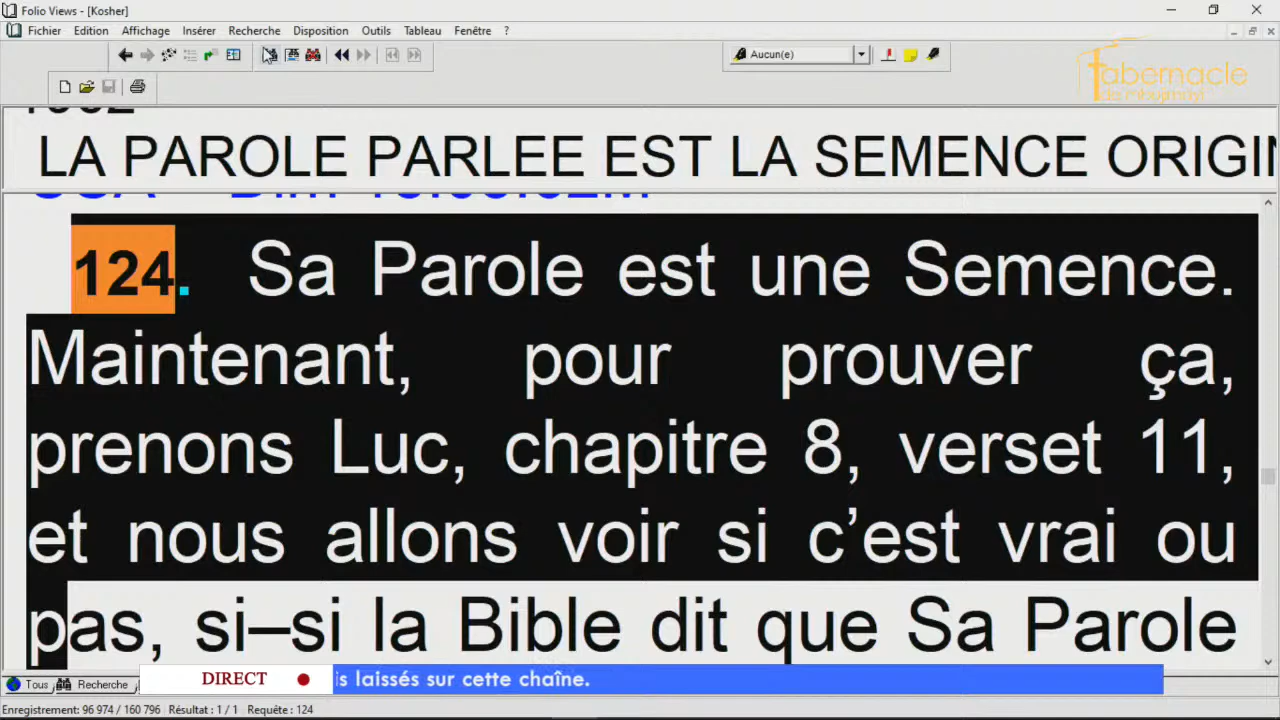 Folio Views - [Kosher]
Fichier Edition Affichage Insérer Recherche Disposition Outils Tableau Fenêtre ?
Aucun(e)
tabernacle
LA PAROLE PARLEE EST LA SEMENCE ORIGIN
124. Sa Parole est une Semence.
Maintenant, pour prouver ça,
prenons Luc, chapitre 8, verset 11,
et nous allons voir si c’est vrai ou
pas, si–si la Bible dit que Sa Parole
DIRECT is laissés sur cette chaîne.
Tous Recherche
Enregistrement: 96 974 / 160 796 Résultat : 1 / 1 Requête : 124